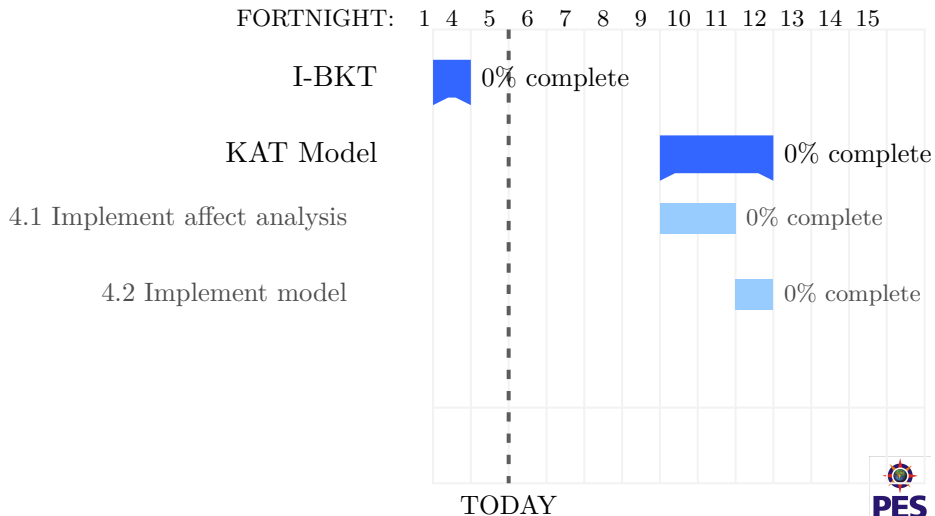 FORTNIGHT: 1 4 5 6 7 8 9 10 11 12 13 14 15
I-BKT 0% complete
KAT Model 0% complete
4.1 Implement affect analysis 0% complete
4.2 Implement model 0% complete
TODAY
PES